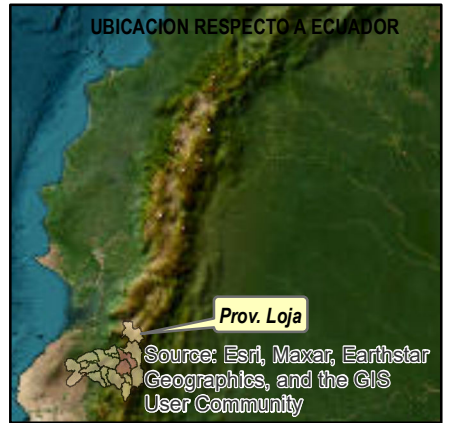 UBICACION RESPECTO A ECUADOR
Prov. Loja
Source: Esri, Maxar, Earthstar
Geographics, and the GIS
User Community